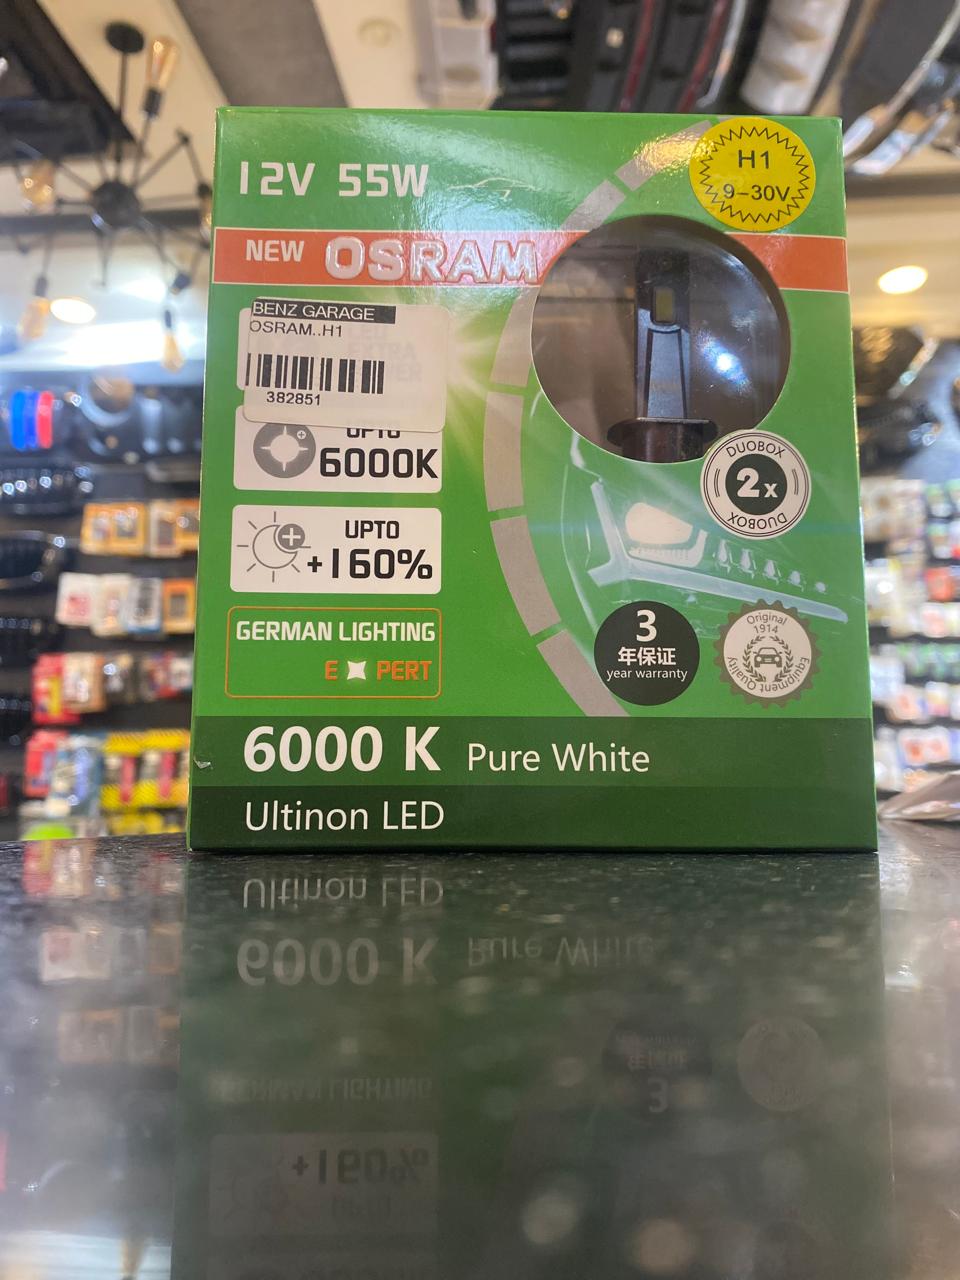 12V 55W
H1
9-30V
NEW OSRAM
BENZ GARAGE
OSRAM..H1
382851
UPTO
6000K
DUOBOX
2x
DUOBOX
UPTO
+160%
GERMAN LIGHTING
EXPERT
3
年保证
year warranty
Original
1914
Equipment Quality
6000 K Pure White
Ultinon LED